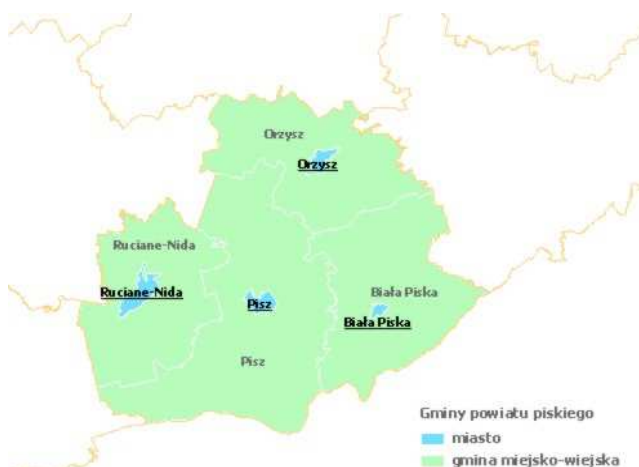 Orzysz
Orzysz
Ruciane-Nida
Ruciane-Nida
Pisz
Biała Piska
Biała Piska
Pisz
Gminy powiatu piskiego
miasto
gmina miejsko-wiejska